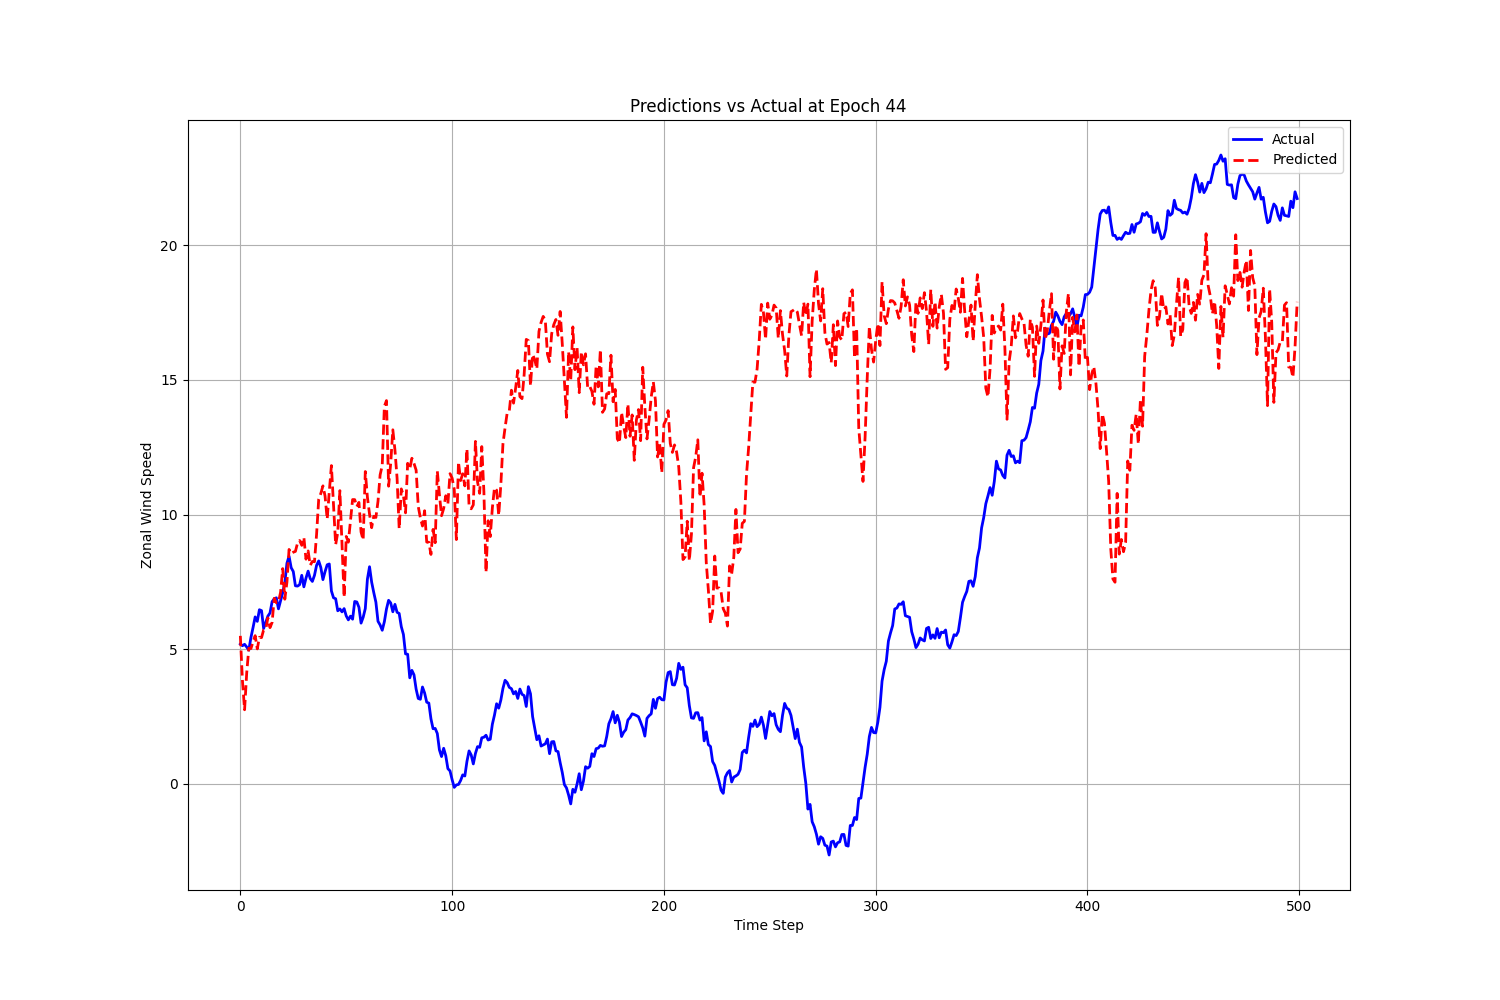 Predictions vs Actual at Epoch 44
Actual
Predicted
Zonal Wind Speed
20
15
10
5
0
0 100 200 300 400 500
Time Step